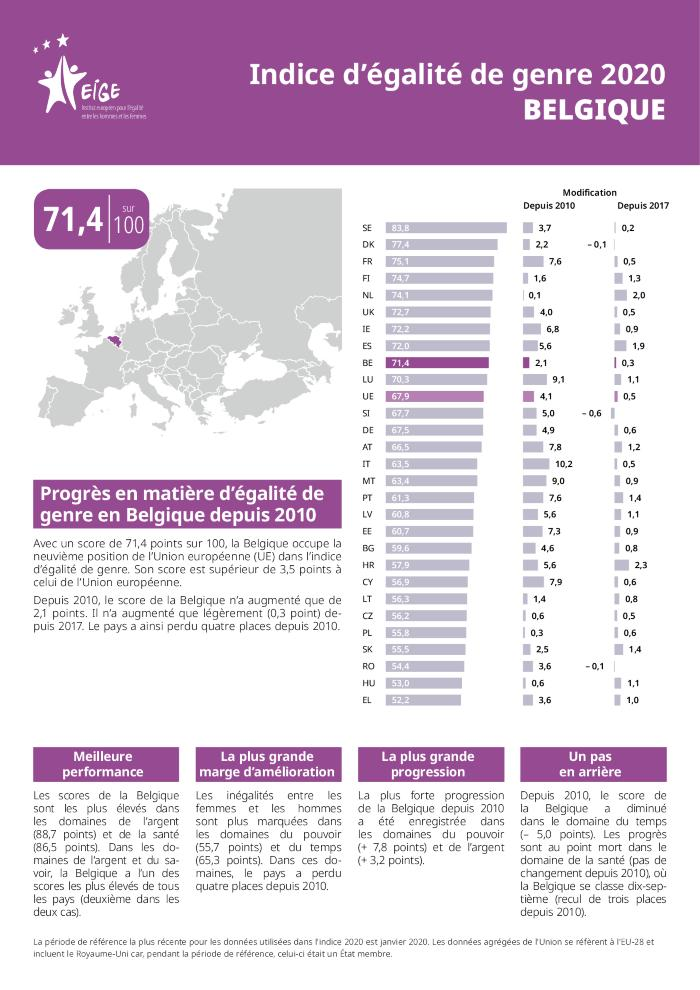 EIGE
Institut européen pour l'égalité
entre les hommes et les femmes
Indice d'égalité de genre 2020
BELGIQUE
71,4 sur 100
Modification
Depuis 2010 Depuis 2017
SE 83,8 3,7 0,2
DK 77,4 2,2 – 0,1
FR 75,1 7,6 0,5
FI 74,7 1,6 1,3
NL 74,1 0,1 2,0
UK 72,7 4,0 0,5
IE 72,2 6,8 0,9
ES 72,0 5,6 1,9
BE 71,4 2,1 0,3
LU 70,3 9,1 1,1
UE 67,9 4,1 0,5
SI 67,7 5,0 – 0,6
DE 67,5 4,9 0,6
AT 66,5 7,8 1,2
IT 63,5 10,2 0,5
MT 63,4 9,0 0,9
PT 61,3 7,6 1,4
LV 60,8 5,6 1,1
EE 60,7 7,3 0,9
BG 59,6 4,6 0,8
HR 57,9 5,6 2,3
CY 56,9 7,9 0,6
LT 56,3 1,4 0,8
CZ 56,2 0,6 0,5
PL 55,8 0,3 0,6
SK 55,5 2,5 1,4
RO 54,4 3,6 – 0,1
HU 53,0 0,6 1,1
EL 52,2 3,6 1,0
Progrès en matière d'égalité de
genre en Belgique depuis 2010
Avec un score de 71,4 points sur 100, la Belgique occupe la
neuvième position de l'Union européenne (UE) dans l'indice
d'égalité de genre. Son score est supérieur de 3,5 points à
celui de l'Union européenne.
Depuis 2010, le score de la Belgique n'a augmenté que de
2,1 points. Il n'a augmenté que légèrement (0,3 point) de-
puis 2017. Le pays a ainsi perdu quatre places depuis 2010.
Meilleure
performance
Les scores de la Belgique
sont les plus élevés dans
les domaines de l'argent
(88,7 points) et de la santé
(86,5 points). Dans les do-
maines de l'argent et du sa-
voir, la Belgique a l'un des
scores les plus élevés de tous
les pays (deuxième dans les
deux cas).
La plus grande
marge d'amélioration
Les inégalités entre les
femmes et les hommes
sont plus marquées dans
les domaines du pouvoir
(55,7 points) et du temps
(65,3 points). Dans ces do-
maines, le pays a perdu
quatre places depuis 2010.
La plus grande
progression
La plus forte progression
de la Belgique depuis 2010
a été enregistrée dans
les domaines du pouvoir
(+ 7,8 points) et de l'argent
(+ 3,2 points).
Un pas
en arrière
Depuis 2010, le score de
la Belgique a diminué
dans le domaine du temps
(– 5,0 points). Les progrès
sont au point mort dans le
domaine de la santé (pas de
changement depuis 2010), où
la Belgique se classe dix-sep-
tième (recul de trois places
depuis 2010).
La période de référence la plus récente pour les données utilisées dans l'indice 2020 est janvier 2020. Les données agrégées de l'Union se réfèrent à l'EU-28 et
incluent le Royaume-Uni car, pendant la période de référence, celui-ci était un État membre.